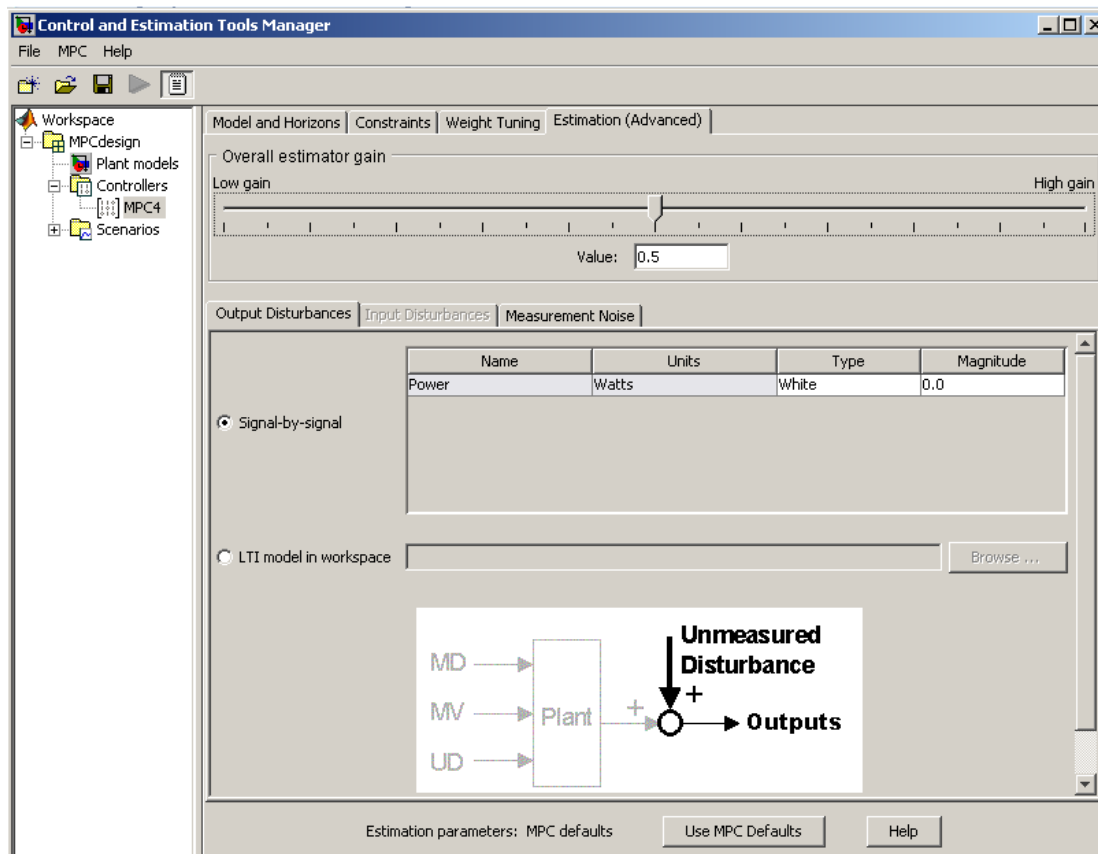 Control and Estimation Tools Manager
File MPC Help
Workspace
MPCdesign
Plant models
Controllers
MPC4
Scenarios
Model and Horizons Constraints Weight Tuning Estimation (Advanced)
Overall estimator gain
Low gain High gain
Value: 0.5
Output Disturbances Input Disturbances Measurement Noise
Name Units Type Magnitude
Power Watts White 0.0
Signal-by-signal
LTI model in workspace Browse ...
Unmeasured
Disturbance
MD
MV
UD
Plant
+
+
Outputs
Estimation parameters: MPC defaults Use MPC Defaults Help